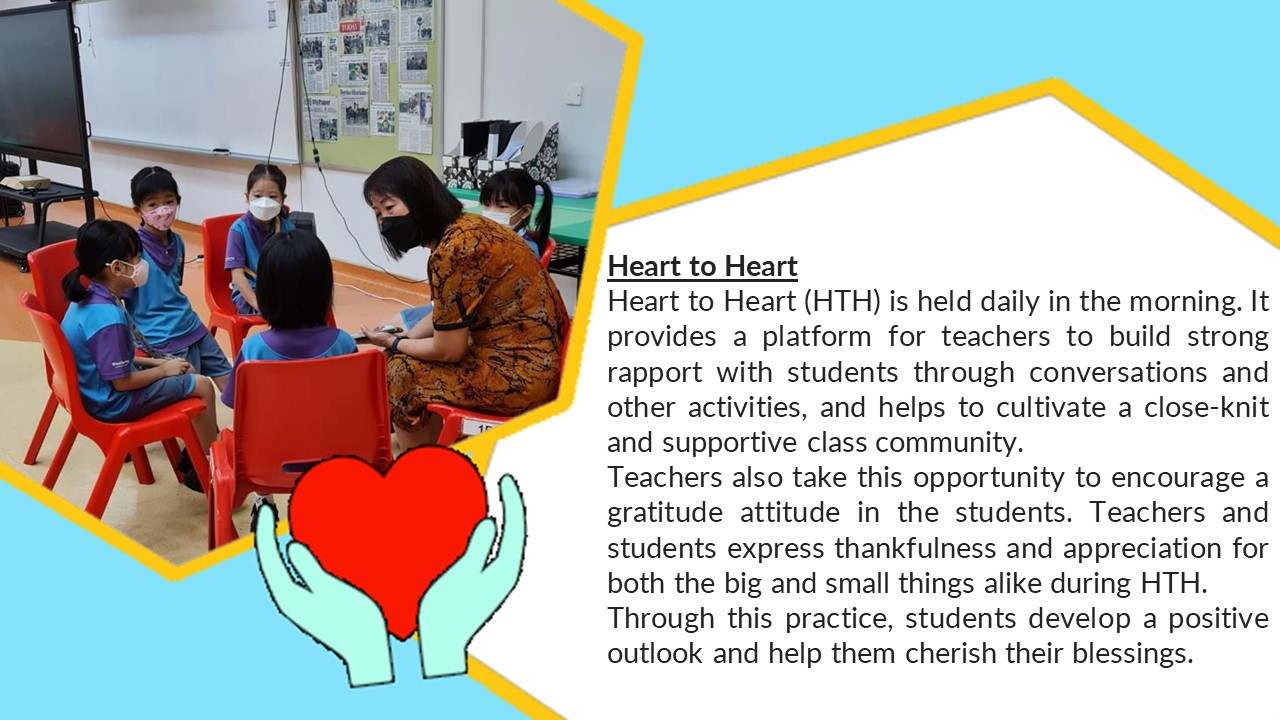 TODAY
Heart to Heart
Heart to Heart (HTH) is held daily in the morning. It
provides a platform for teachers to build strong
rapport with students through conversations and
other activities, and helps to cultivate a close-knit
and supportive class community.
Teachers also take this opportunity to encourage a
gratitude attitude in the students. Teachers and
students express thankfulness and appreciation for
both the big and small things alike during HTH.
Through this practice, students develop a positive
outlook and help them cherish their blessings.